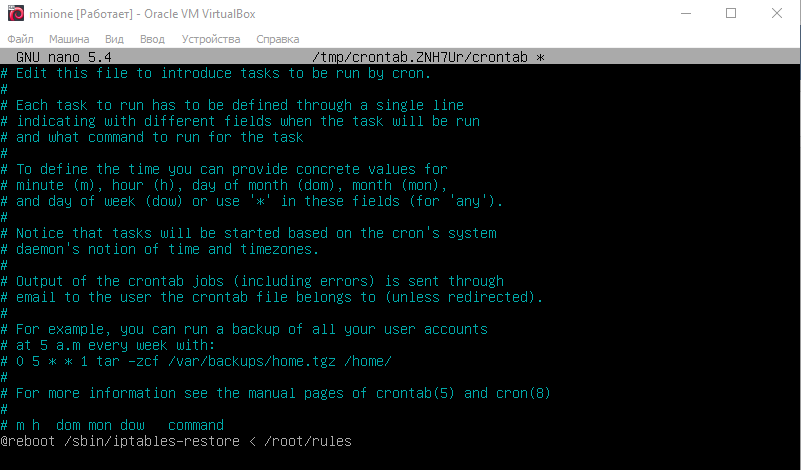 minione [Работает] - Oracle VM VirtualBox
Файл Машина Вид Ввод Устройства Справка
GNU nano 5.4 /tmp/crontab.ZNH7Ur/crontab *
# Edit this file to introduce tasks to be run by cron.
#
# Each task to run has to be defined through a single line
# indicating with different fields when the task will be run
# and what command to run for the task
#
# To define the time you can provide concrete values for
# minute (m), hour (h), day of month (dom), month (mon),
# and day of week (dow) or use '*' in these fields (for 'any').
#
# Notice that tasks will be started based on the cron's system
# daemon's notion of time and timezones.
#
# Output of the crontab jobs (including errors) is sent through
# email to the user the crontab file belongs to (unless redirected).
#
# For example, you can run a backup of all your user accounts
# at 5 a.m every week with:
# 0 5 * * 1 tar -zcf /var/backups/home.tgz /home/
#
# For more information see the manual pages of crontab(5) and cron(8)
#
# m h  dom mon dow   command
@reboot /sbin/iptables-restore < /root/rules